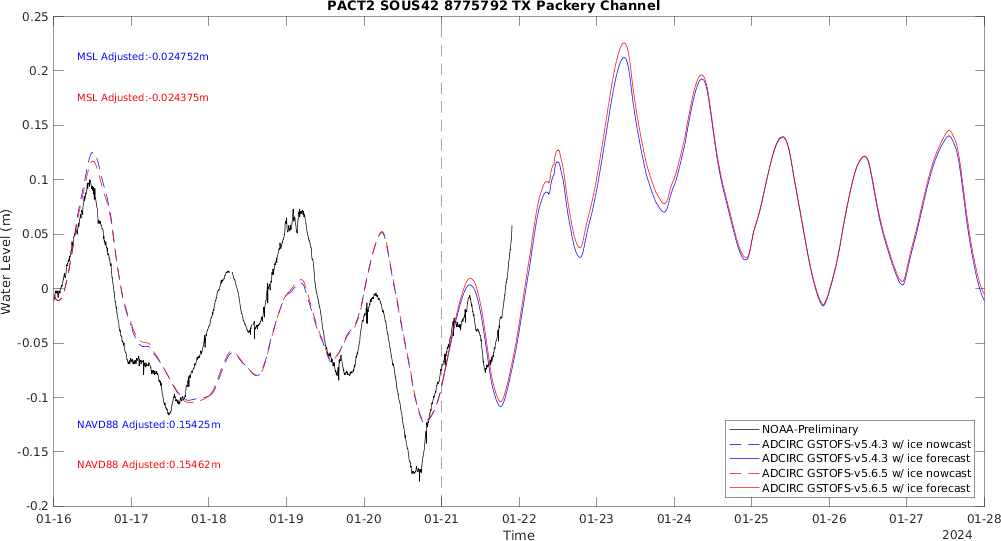 PACT2 SOUS42 8775792 TX Packery Channel
0.25
0.2
0.15
0.1
0.05
0
-0.05
-0.1
-0.15
-0.2
Water Level (m)
MSL Adjusted:-0.024752m
MSL Adjusted:-0.024375m
NAVD88 Adjusted:0.15425m
NAVD88 Adjusted:0.15462m
NOAA-Preliminary
ADCIRC GSTOFS-v5.4.3 w/ ice nowcast
ADCIRC GSTOFS-v5.4.3 w/ ice forecast
ADCIRC GSTOFS-v5.6.5 w/ ice nowcast
ADCIRC GSTOFS-v5.6.5 w/ ice forecast
01-16 01-17 01-18 01-19 01-20 01-21 01-22 01-23 01-24 01-25 01-26 01-27 01-28
Time
2024